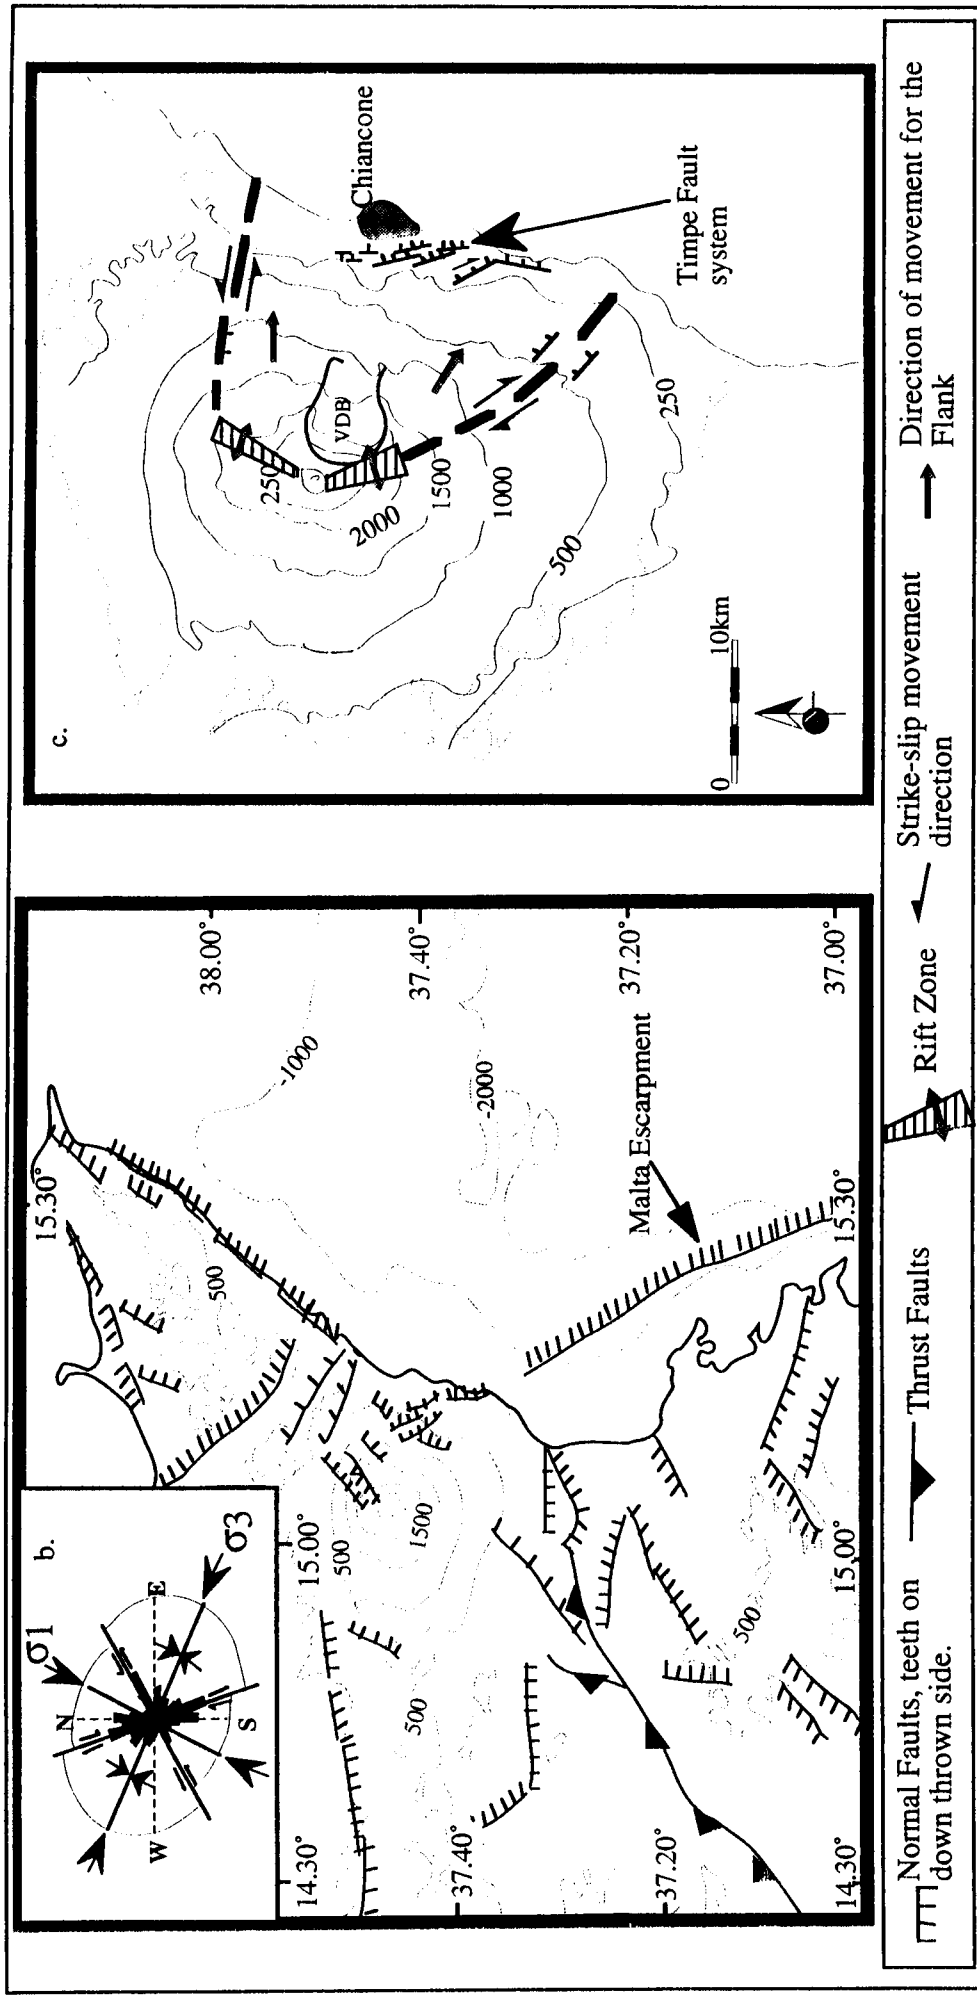 b.
σ1
σ3
N
E
S
W
15.30°
38.00°
37.40°
37.20°
37.00°
15.30°
15.00°
15.00°
14.30°
14.30°
37.40°
37.20°
500
500
1500
500
500
-1000
-2000
Malta Escarpment
c.
Chiancone
Timpe Fault
system
VDB
250
2000
1500
1000
500
250
0
10km
Normal Faults, teeth on
down thrown side.
Thrust Faults
Rift Zone
Strike-slip movement
direction
Direction of movement for the
Flank